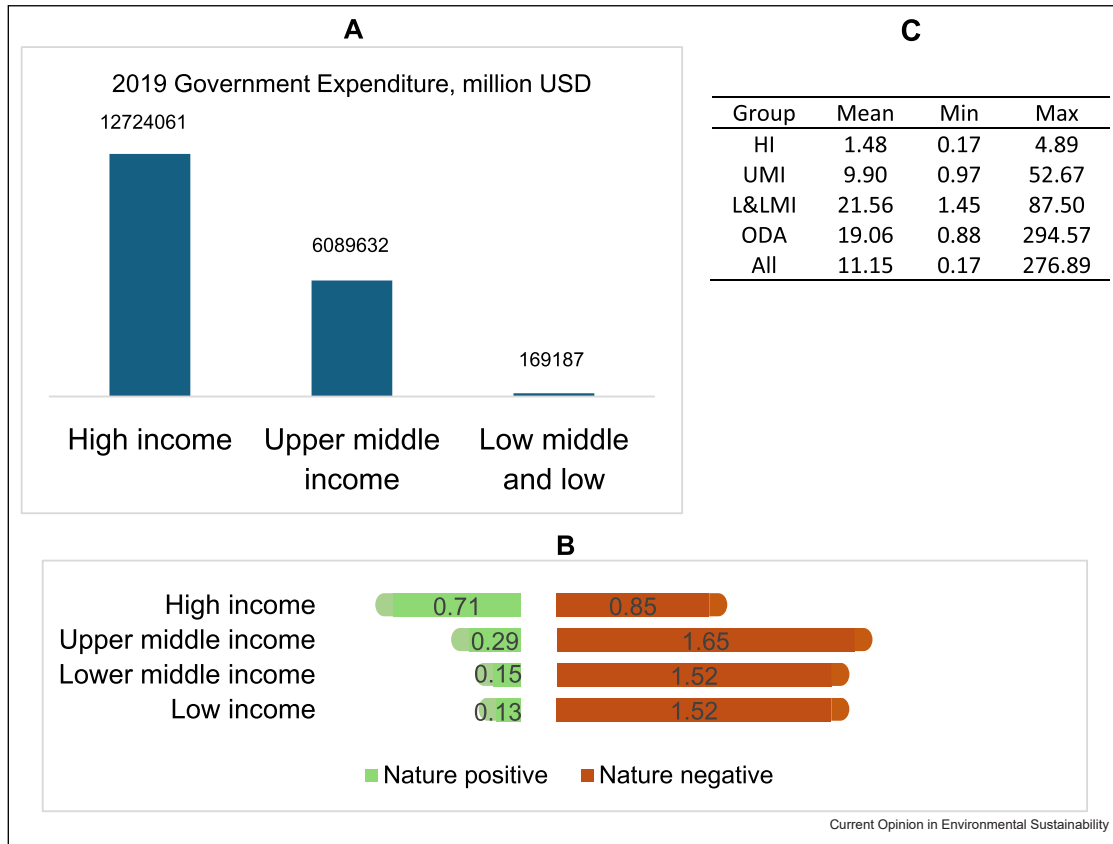 A
2019 Government Expenditure, million USD
12724061
6089632
169187
High income
Upper middle
income
Low middle
and low
C
Group Mean Min Max
HI 1.48 0.17 4.89
UMI 9.90 0.97 52.67
L&LMI 21.56 1.45 87.50
ODA 19.06 0.88 294.57
All 11.15 0.17 276.89
B
High income 0.71 0.85
Upper middle income 0.29 1.65
Lower middle income 0.15 1.52
Low income 0.13 1.52
Nature positive Nature negative
Current Opinion in Environmental Sustainability